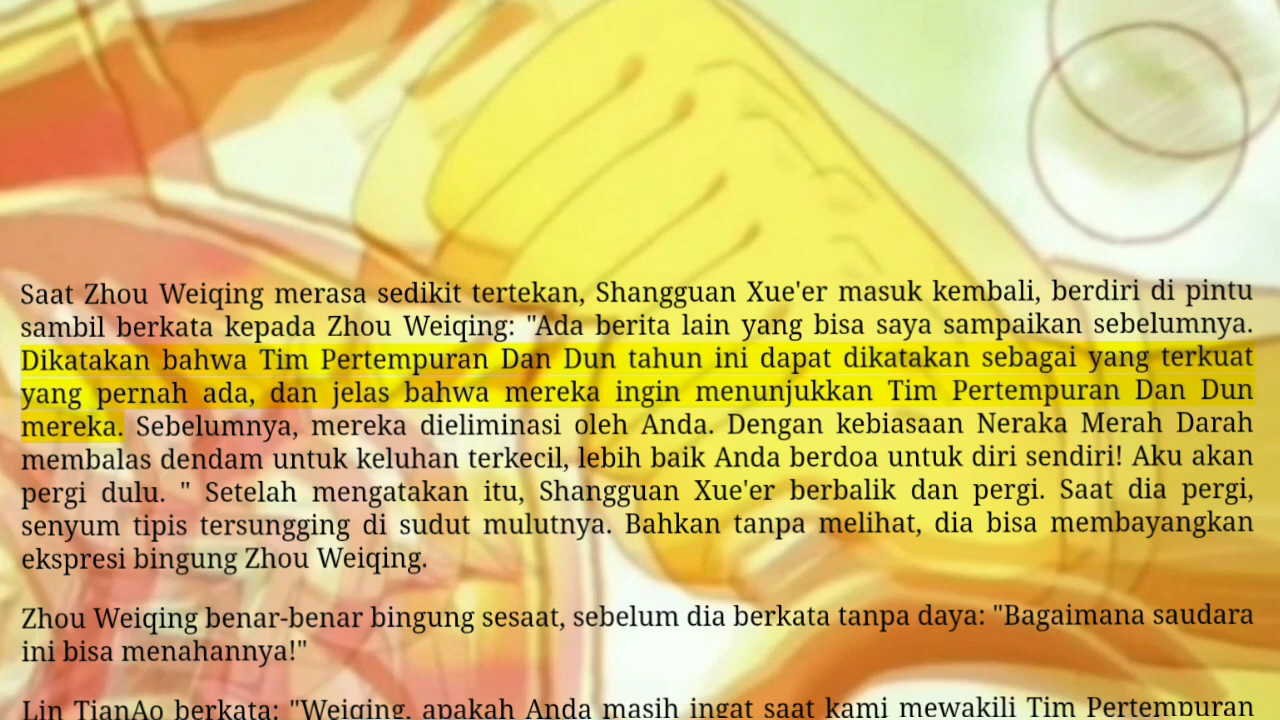 Saat Zhou Weiqing merasa sedikit tertekan, Shangguan Xue'er masuk kembali, berdiri di pintu
sambil berkata kepada Zhou Weiqing: "Ada berita lain yang bisa saya sampaikan sebelumnya.
Dikatakan bahwa Tim Pertempuran Dan Dun tahun ini dapat dikatakan sebagai yang terkuat
yang pernah ada, dan jelas bahwa mereka ingin menunjukkan Tim Pertempuran Dan Dun
mereka. Sebelumnya, mereka dieliminasi oleh Anda. Dengan kebiasaan Neraka Merah Darah
membalas dendam untuk keluhan terkecil, lebih baik Anda berdoa untuk diri sendiri! Aku akan
pergi dulu. " Setelah mengatakan itu, Shangguan Xue'er berbalik dan pergi. Saat dia pergi,
senyum tipis tersungging di sudut mulutnya. Bahkan tanpa melihat, dia bisa membayangkan
ekspresi bingung Zhou Weiqing.
Zhou Weiqing benar-benar bingung sesaat, sebelum dia berkata tanpa daya: "Bagaimana saudara
ini bisa menahannya!"
Lin TianAo berkata: "Weiqing, apakah Anda masih ingat saat kami mewakili Tim Pertempuran